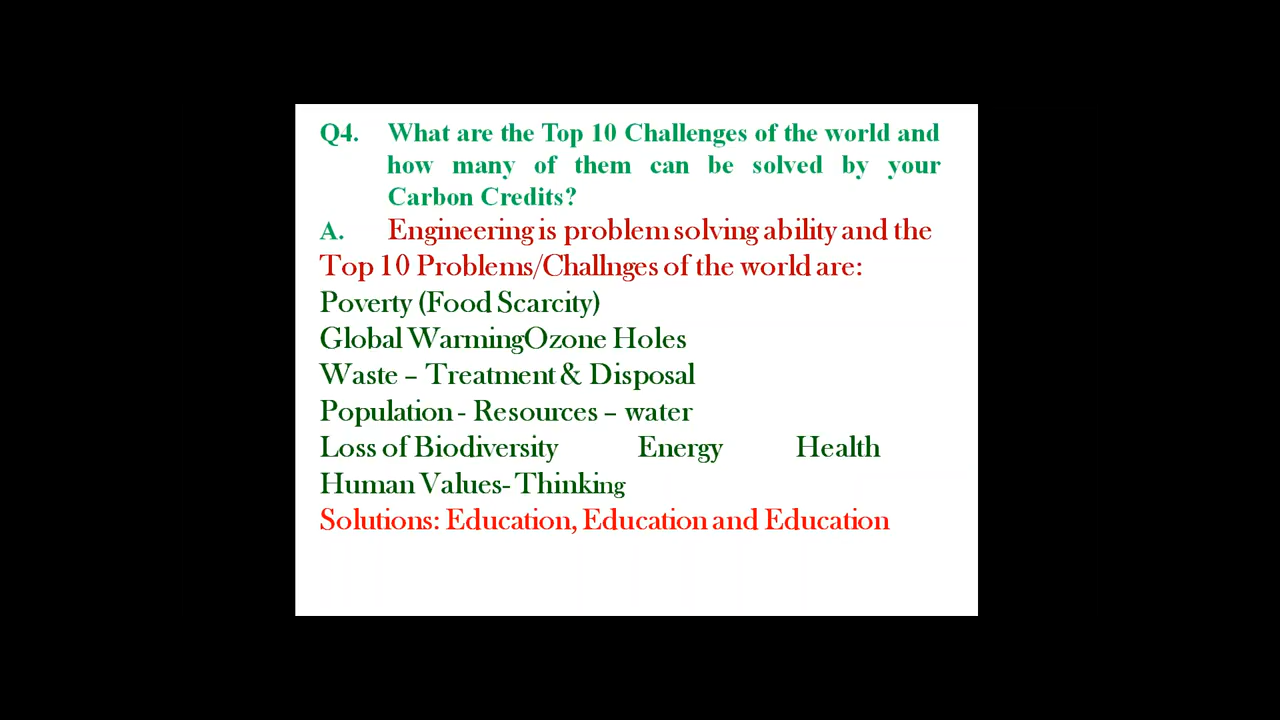 Q4. What are the Top 10 Challenges of the world and
how many of them can be solved by your
Carbon Credits?
A. Engineering is problem solving ability and the
Top 10 Problems/Challnges of the world are:
Poverty (Food Scarcity)
Global WarmingOzone Holes
Waste – Treatment & Disposal
Population - Resources – water
Loss of Biodiversity Energy Health
Human Values- Thinking
Solutions: Education, Education and Education